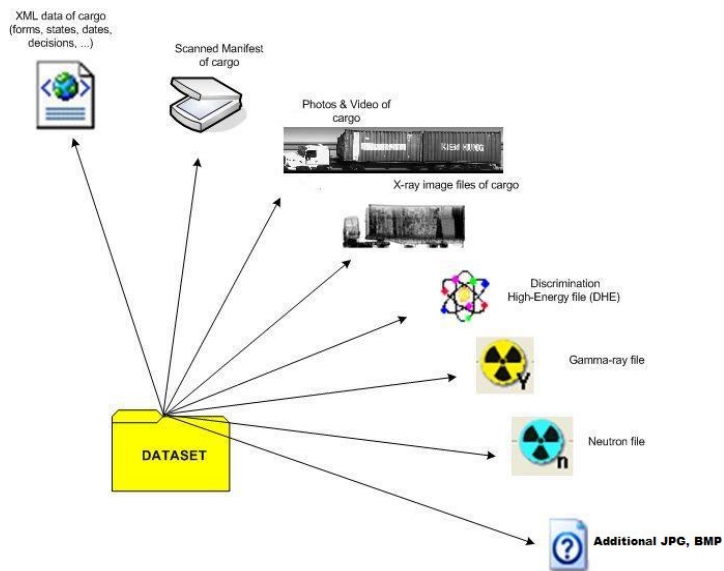 XML data of cargo
(forms, states, dates,
decisions, ...)
Scanned Manifest
of cargo
Photos & Video of
cargo
X-ray image files of cargo
Discrimination
High-Energy file (DHE)
Gamma-ray file
γ
Neutron file
n
DATASET
Additional JPG, BMP